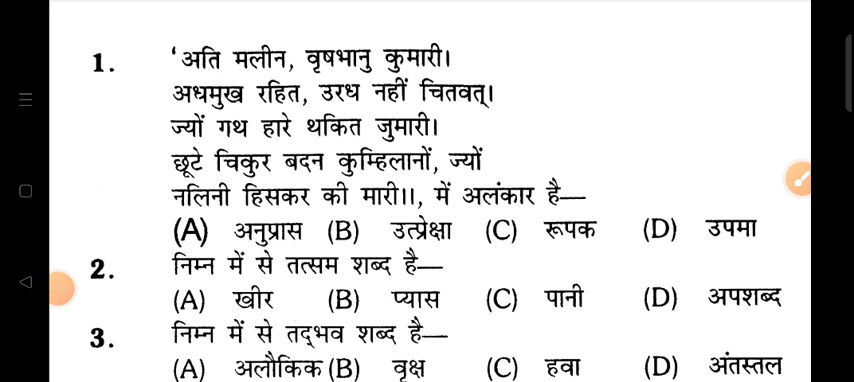 1. ‘अति मलीन, वृषभानु कुमारी।
अधमुख रहित, उरध नहीं चितवत्।
ज्यों गथ हारे थकित जुमारी।
छूटे चिकुर बदन कुम्हिलानों, ज्यों
नलिनी हिसकर की मारी।।, में अलंकार है—
(A) अनुप्रास (B) उत्प्रेक्षा (C) रूपक (D) उपमा
2. निम्न में से तत्सम शब्द है—
(A) खीर (B) प्यास (C) पानी (D) अपशब्द
3. निम्न में से तद्भव शब्द है—
(A) अलौकिक (B) वृक्ष (C) हवा (D) अंतस्तल